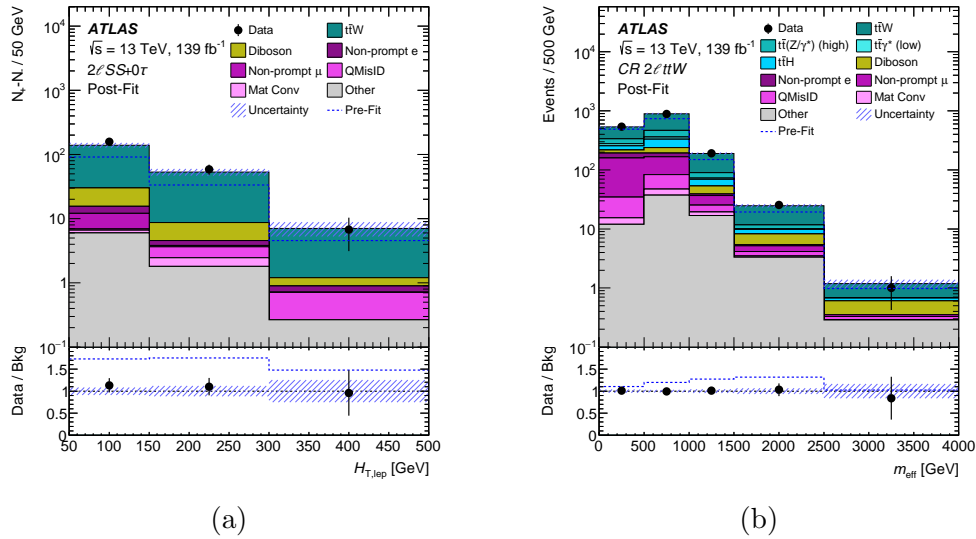 ATLAS
√s = 13 TeV, 139 fb⁻¹
2ℓSS+0τ
Post-Fit
Data
tt̄W
Diboson
Non-prompt e
Non-prompt μ
QMisID
Mat Conv
Other
Uncertainty
Pre-Fit
N₊-N₋ / 50 GeV
10⁴
10³
10²
10
1
10⁻¹
Data / Bkg
1.5
1
0.5
0
50 100 150 200 250 300 350 400 450 500
H_T,lep [GeV]
(a)
ATLAS
√s = 13 TeV, 139 fb⁻¹
CR 2ℓttW
Post-Fit
Data
tt̄W
tt̄(Z/γ*) (high)
tt̄γ* (low)
tt̄H
Diboson
Non-prompt e
Non-prompt μ
QMisID
Mat Conv
Other
Uncertainty
Pre-Fit
Events / 500 GeV
10⁴
10³
10²
10
1
10⁻¹
Data / Bkg
1.5
1
0.5
0
0 500 1000 1500 2000 2500 3000 3500 4000
m_eff [GeV]
(b)